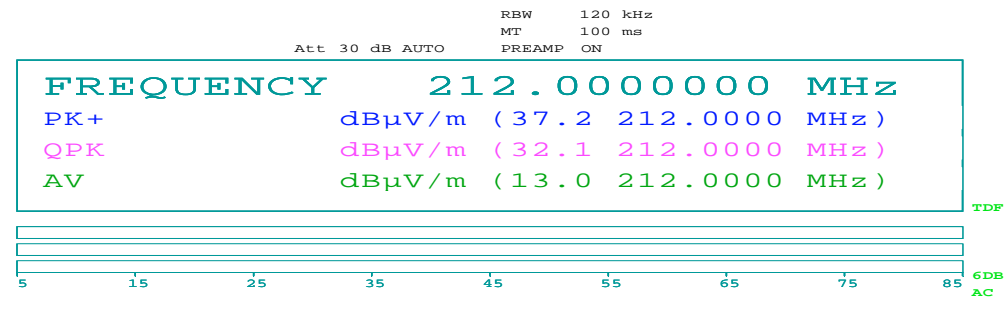 RBW 120 kHz
MT 100 ms
Att 30 dB AUTO PREAMP ON
FREQUENCY 212.0000000 MHz
PK+ dBµV/m (37.2 212.0000 MHz)
QPK dBµV/m (32.1 212.0000 MHz)
AV dBµV/m (13.0 212.0000 MHz)
TDF
6DB
5 15 25 35 45 55 65 75 85
AC